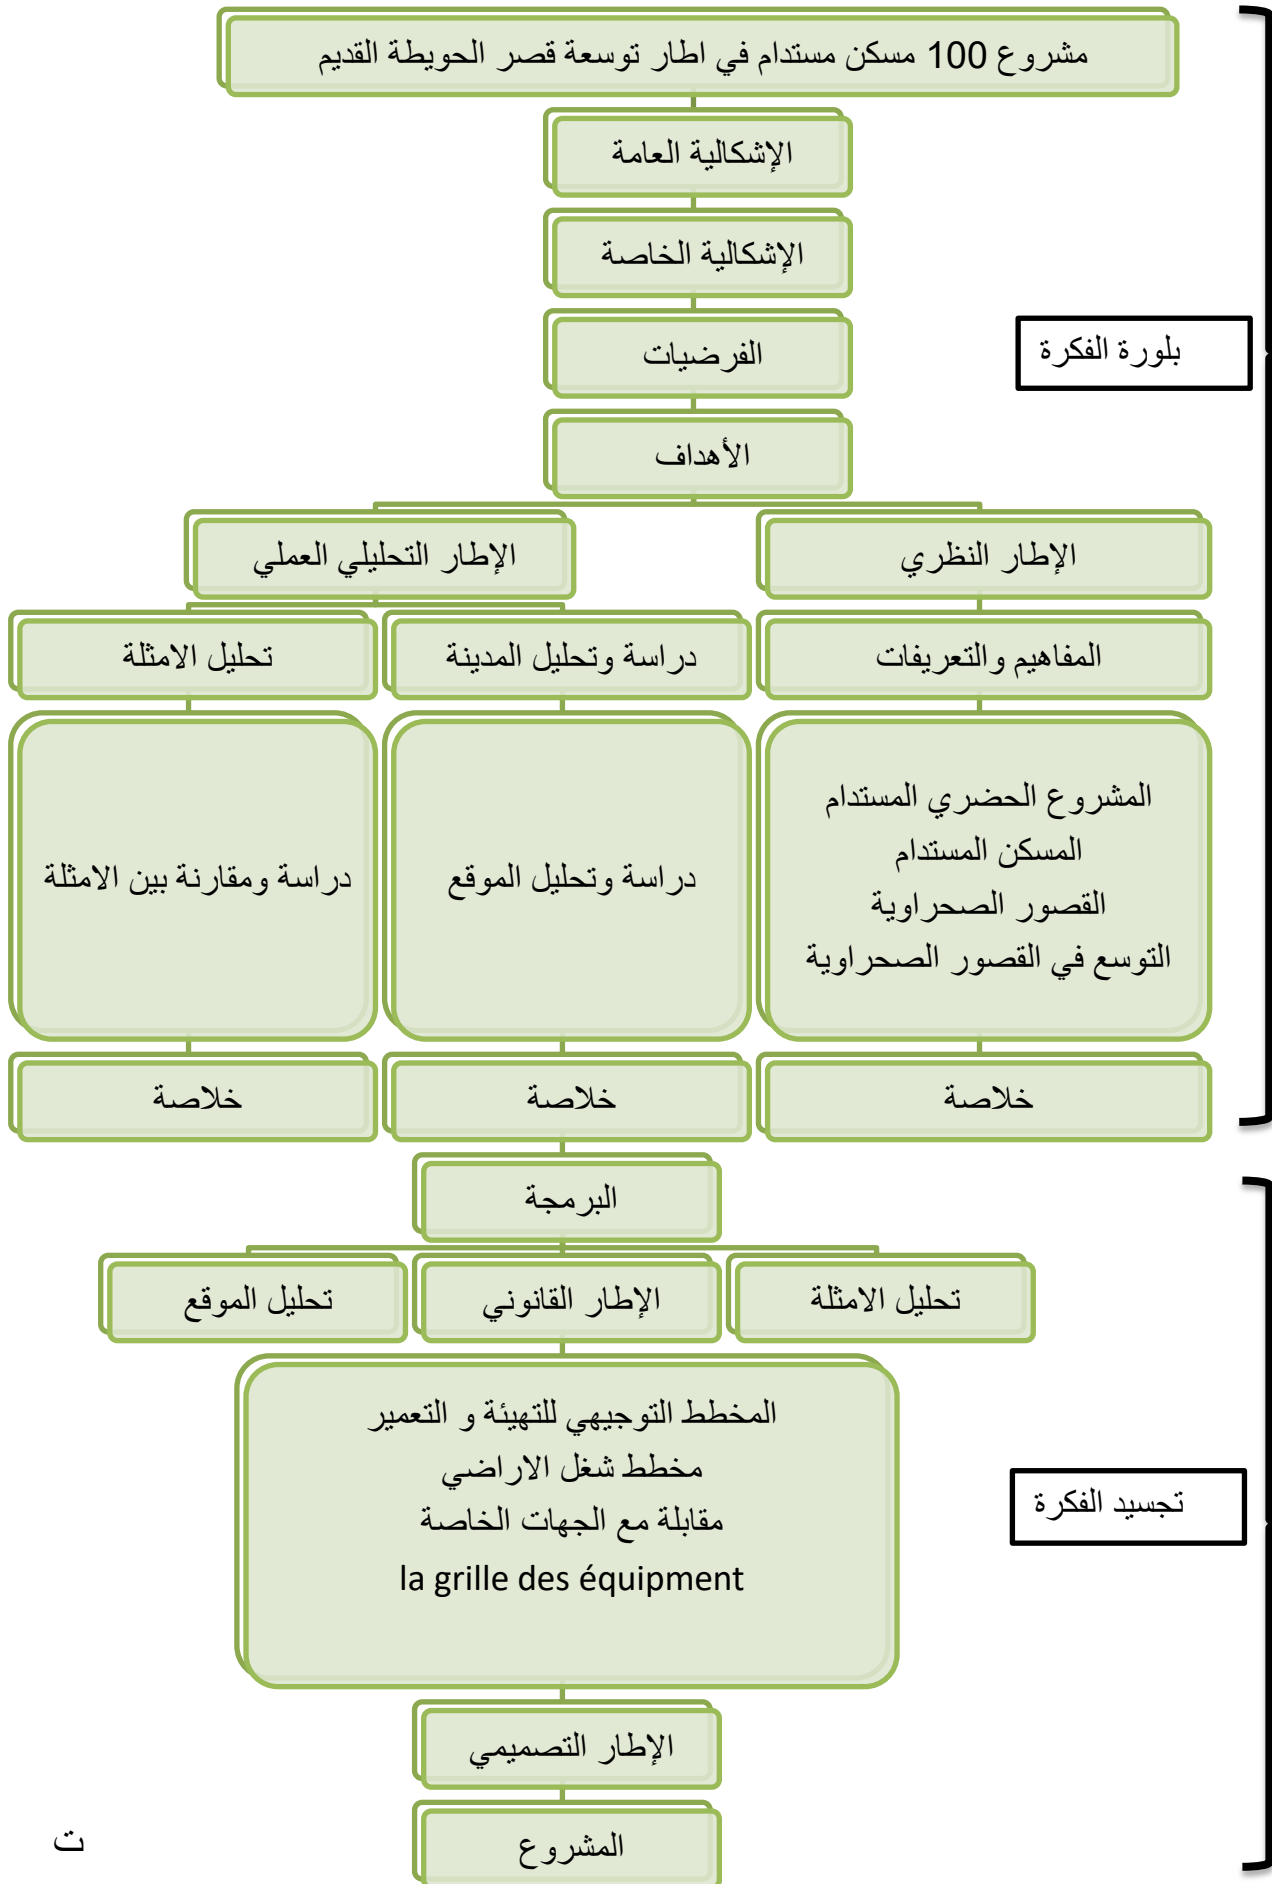 مشروع 100 مسكن مستدام في اطار توسعة قصر الحويطة القديم
الإشكالية العامة
الإشكالية الخاصة
الفرضيات
بلورة الفكرة
الأهداف
الإطار النظري
الإطار التحليلي العملي
المفاهيم والتعريفات
دراسة وتحليل المدينة
تحليل الامثلة
المشروع الحضري المستدام
المسكن المستدام
القصور الصحراوية
التوسع في القصور الصحراوية
دراسة وتحليل الموقع
دراسة ومقارنة بين الامثلة
خلاصة
خلاصة
خلاصة
البرمجة
تحليل الامثلة
الإطار القانوني
تحليل الموقع
المخطط التوجيهي للتهيئة و التعمير
مخطط شغل الاراضي
مقابلة مع الجهات الخاصة
la grille des équipment
تجسيد الفكرة
الإطار التصميمي
المشروع
ت